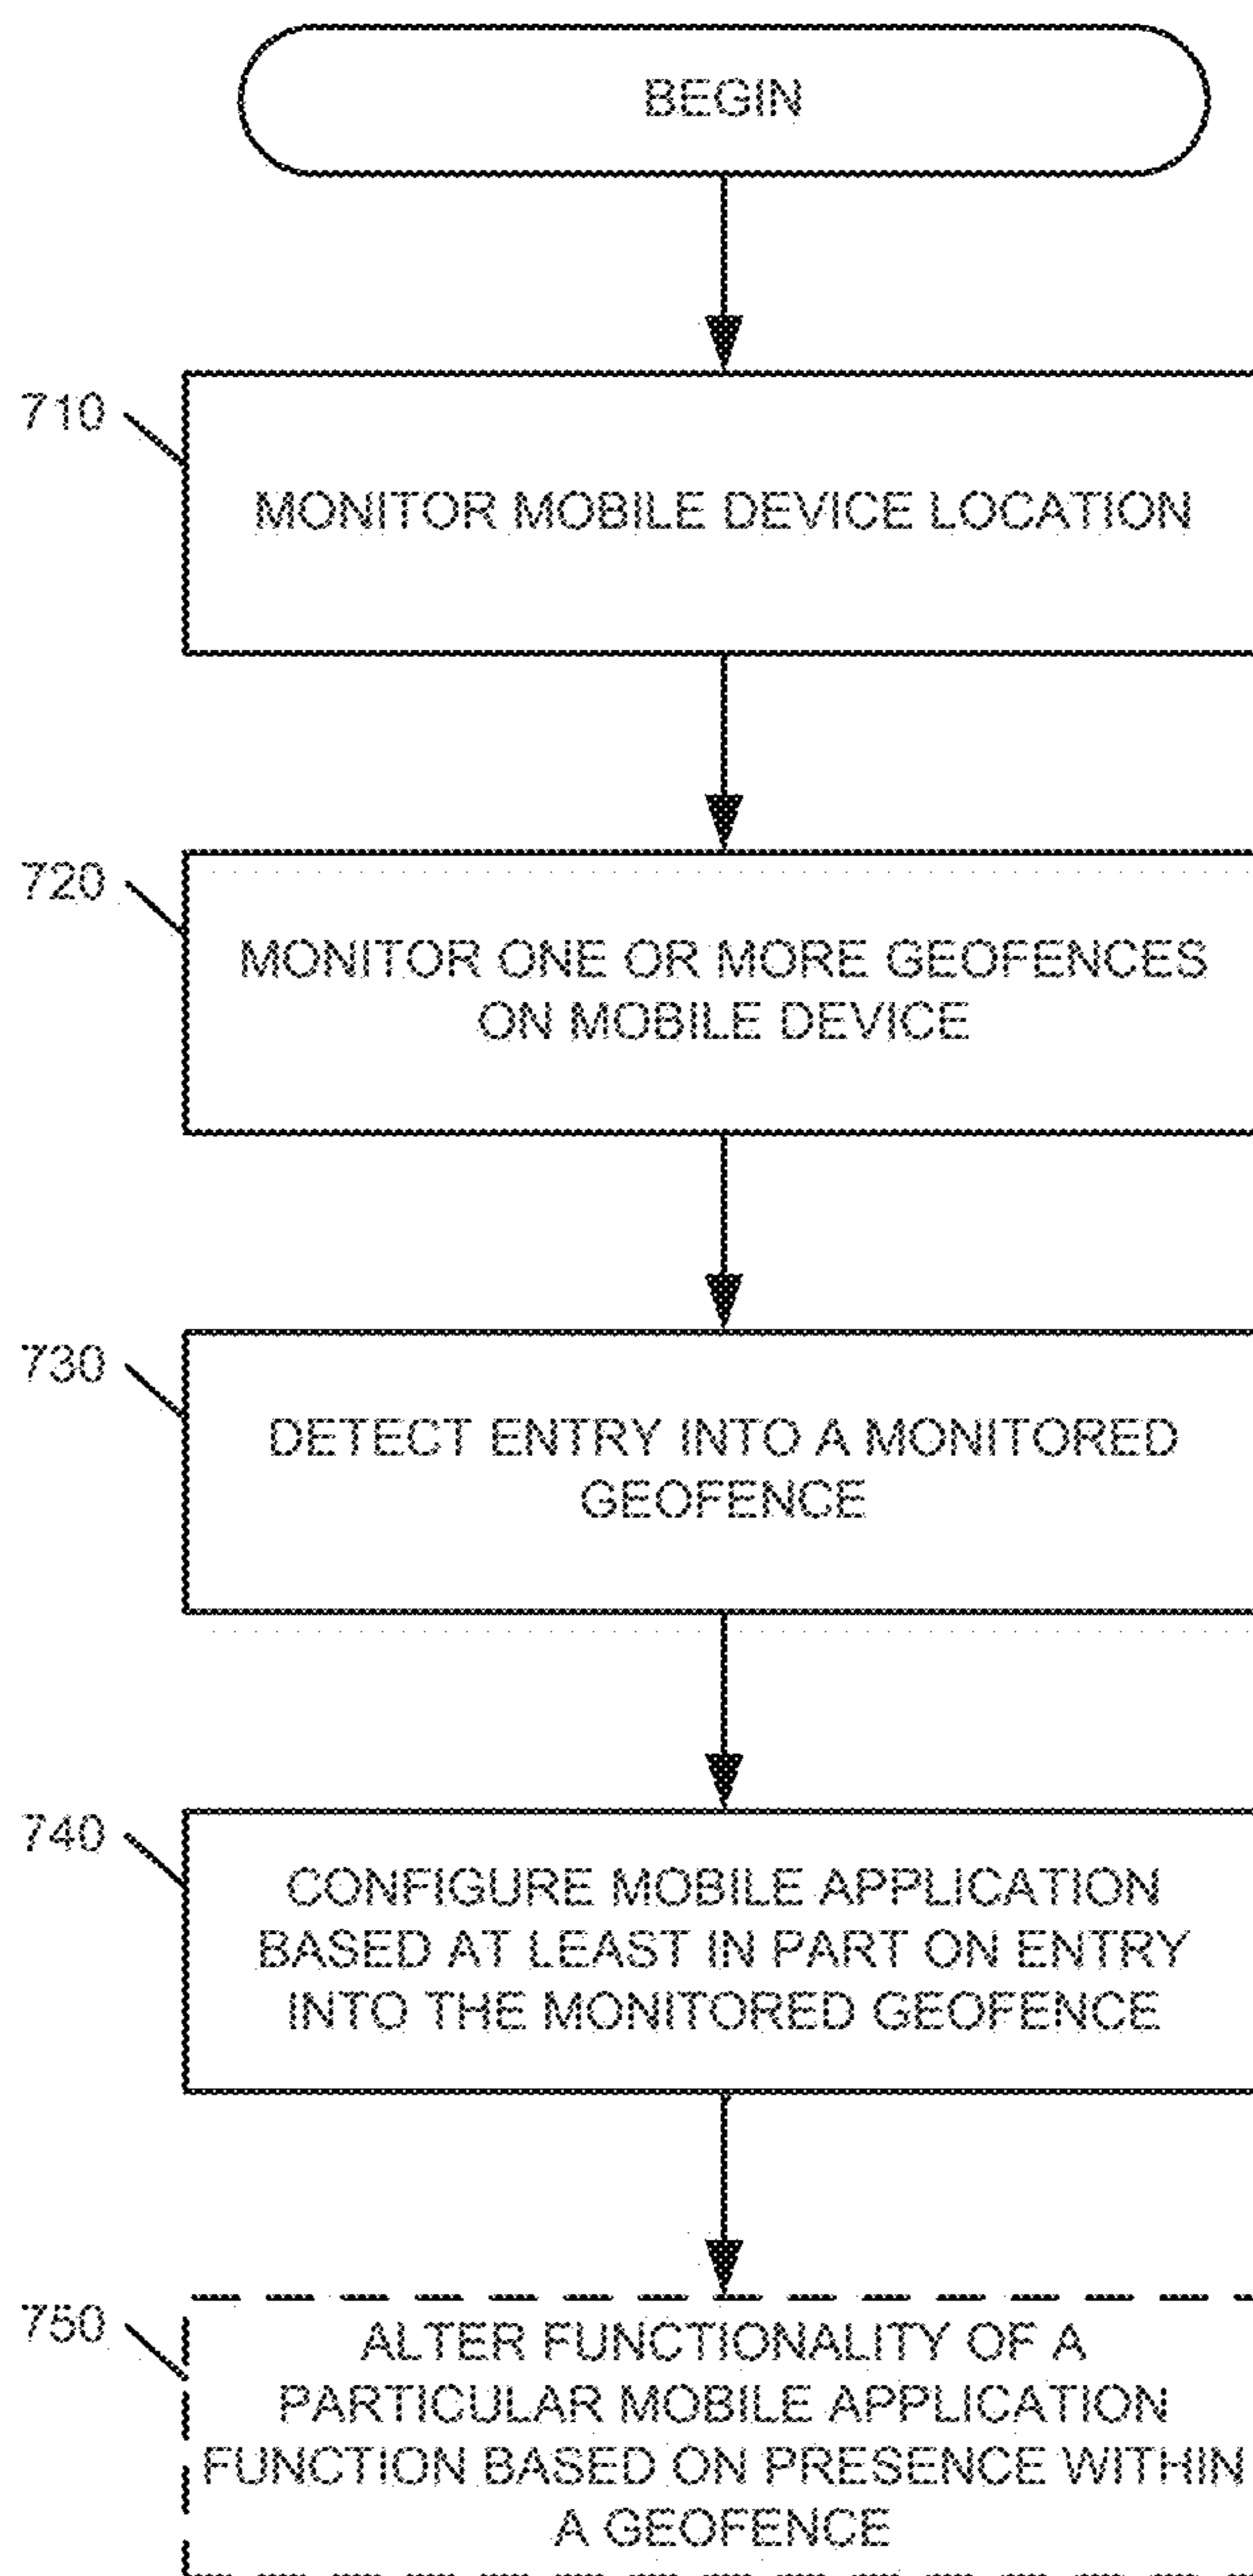 BEGIN
710
MONITOR MOBILE DEVICE LOCATION
720
MONITOR ONE OR MORE GEOFENCES
ON MOBILE DEVICE
730
DETECT ENTRY INTO A MONITORED
GEOFENCE
740
CONFIGURE MOBILE APPLICATION
BASED AT LEAST IN PART ON ENTRY
INTO THE MONITORED GEOFENCE
750
ALTER FUNCTIONALITY OF A
PARTICULAR MOBILE APPLICATION
FUNCTION BASED ON PRESENCE WITHIN
A GEOFENCE